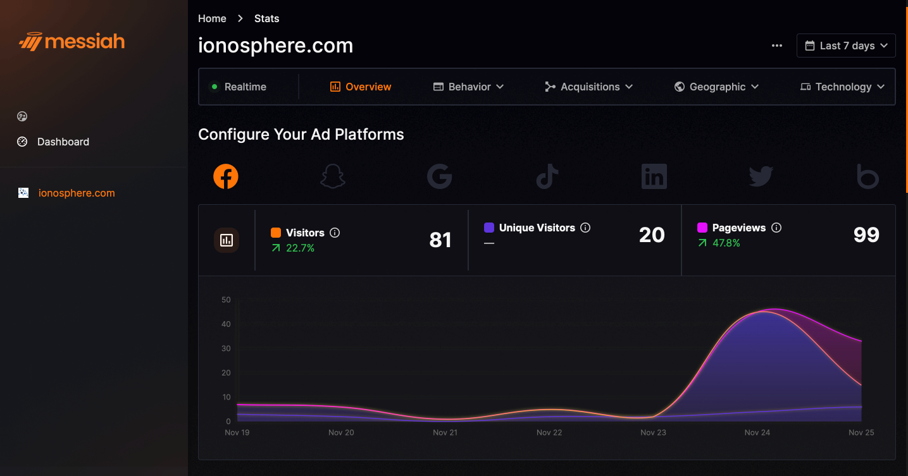 messiah
Dashboard
ionosphere.com
Home > Stats
ionosphere.com
Last 7 days
Realtime
Overview
Behavior
Acquisitions
Geographic
Technology
Configure Your Ad Platforms
Visitors
22.7%
81
Unique Visitors
—
20
Pageviews
47.8%
99
50
40
30
20
10
0
Nov 19 Nov 20 Nov 21 Nov 22 Nov 23 Nov 24 Nov 25